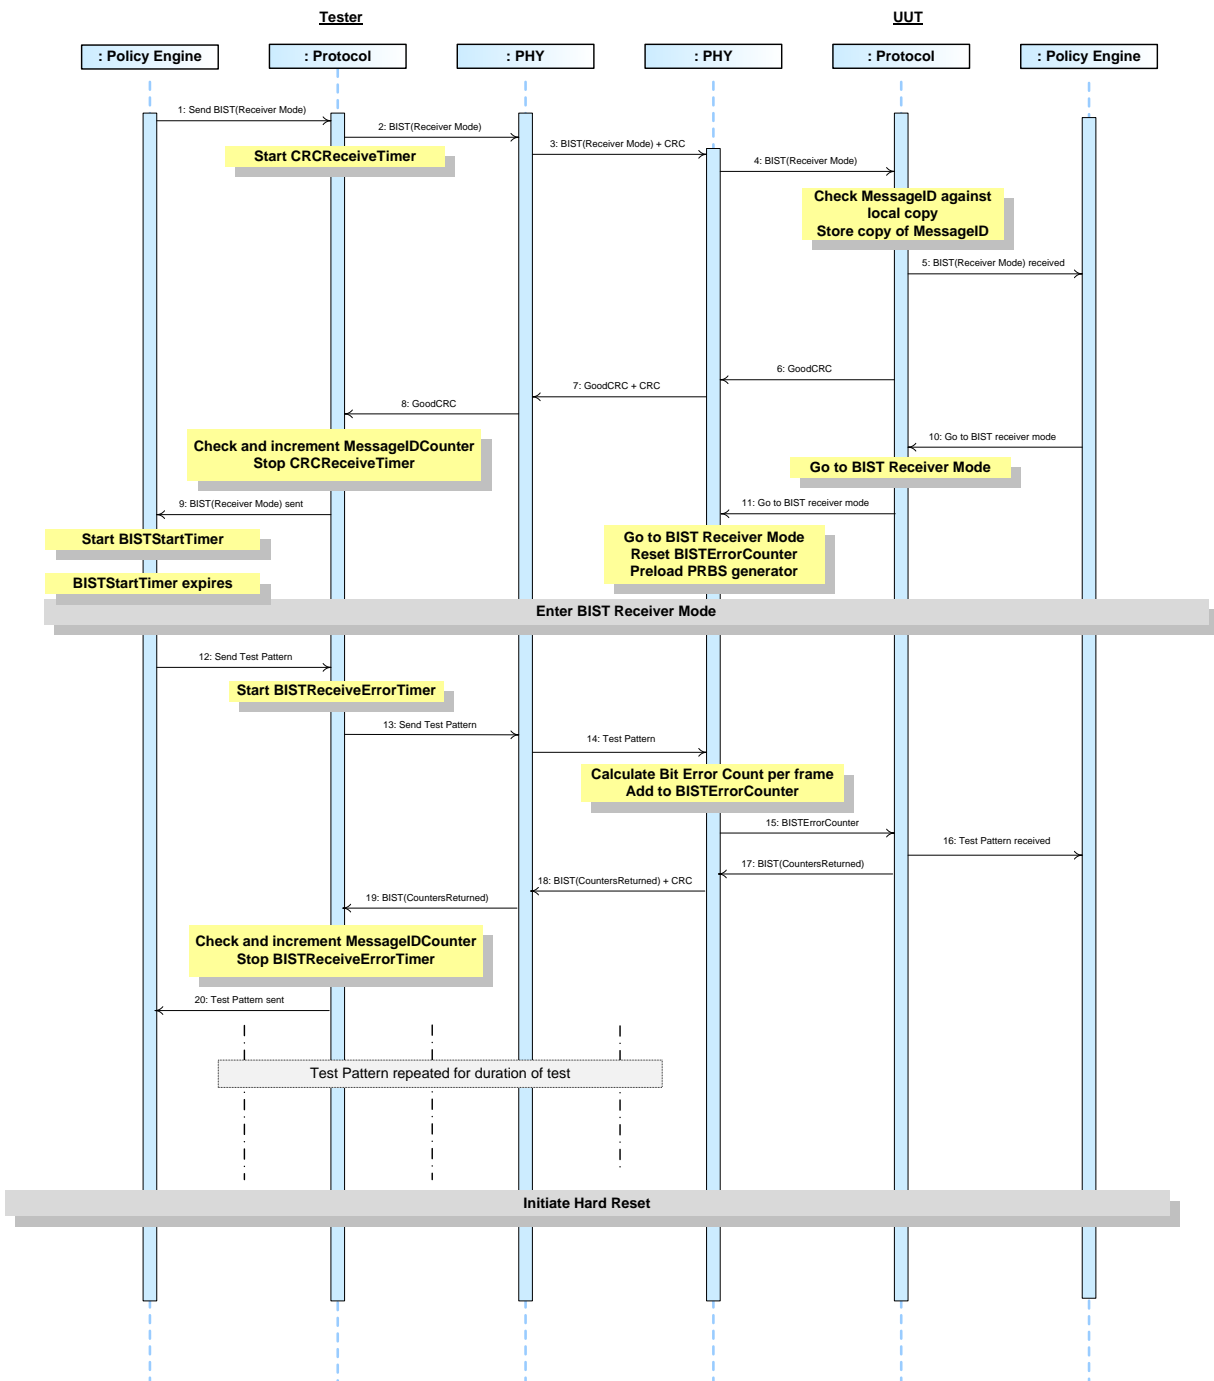 Tester
UUT
: Policy Engine
: Protocol
: PHY
: PHY
: Protocol
: Policy Engine
1: Send BIST(Receiver Mode)
2: BIST(Receiver Mode)
3: BIST(Receiver Mode) + CRC
Start CRCReceiveTimer
4: BIST(Receiver Mode)
Check MessageID against
local copy
Store copy of MessageID
5: BIST(Receiver Mode) received
6: GoodCRC
7: GoodCRC + CRC
8: GoodCRC
Check and increment MessageIDCounter
Stop CRCReceiveTimer
10: Go to BIST receiver mode
Go to BIST Receiver Mode
9: BIST(Receiver Mode) sent
11: Go to BIST receiver mode
Start BISTStartTimer
Go to BIST Receiver Mode
Reset BISTErrorCounter
Preload PRBS generator
BISTStartTimer expires
Enter BIST Receiver Mode
12: Send Test Pattern
Start BISTReceiveErrorTimer
13: Send Test Pattern
14: Test Pattern
Calculate Bit Error Count per frame
Add to BISTErrorCounter
15: BISTErrorCounter
16: Test Pattern received
17: BIST(CountersReturned)
18: BIST(CountersReturned) + CRC
19: BIST(CountersReturned)
Check and increment MessageIDCounter
Stop BISTReceiveErrorTimer
20: Test Pattern sent
Test Pattern repeated for duration of test
Initiate Hard Reset